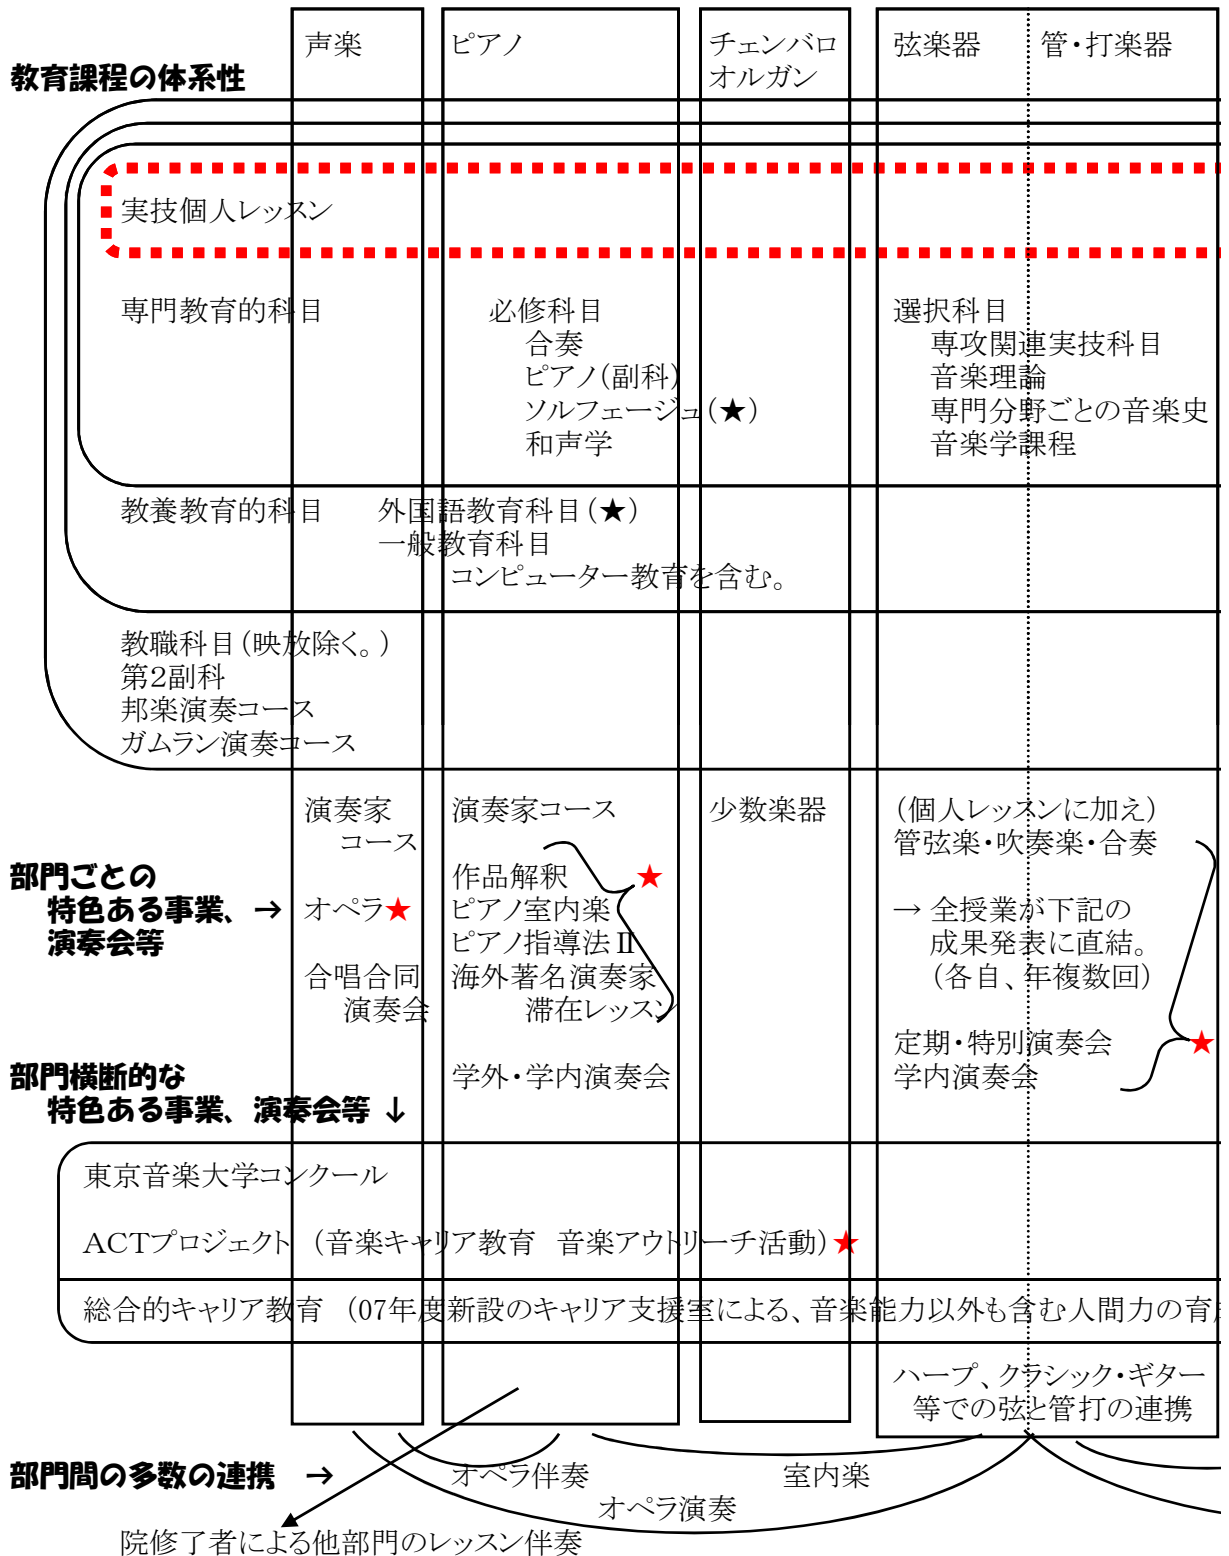 声楽
ピアノ
チェンバロ
オルガン
弦楽器
管・打楽器
教育課程の体系性
実技個人レッスン
専門教育的科目
必修科目
合奏
ピアノ(副科)
ソルフェージュ(★)
和声学
選択科目
専攻関連実技科目
音楽理論
専門分野ごとの音楽史
音楽学課程
教養教育的科目
外国語教育科目(★)
一般教育科目
コンピューター教育を含む。
教職科目(映放除く。)
第2副科
邦楽演奏コース
ガムラン演奏コース
演奏家
コース
演奏家コース
少数楽器
(個人レッスンに加え)
管弦楽・吹奏楽・合奏
部門ごとの
特色ある事業、→
演奏会等
オペラ★
合唱合同
演奏会
作品解釈 ★
ピアノ室内楽
ピアノ指導法Ⅱ
海外著名演奏家
滞在レッスン
学外・学内演奏会
→ 全授業が下記の
成果発表に直結。
(各自、年複数回)
定期・特別演奏会 ★
学内演奏会
部門横断的な
特色ある事業、演奏会等 ↓
東京音楽大学コンクール
ACTプロジェクト (音楽キャリア教育 音楽アウトリーチ活動)★
総合的キャリア教育 (07年度新設のキャリア支援室による、音楽能力以外も含む人間力の育
ハープ、クラシック・ギター
等での弦と管打の連携
部門間の多数の連携 →
オペラ伴奏
室内楽
オペラ演奏
院修了者による他部門のレッスン伴奏